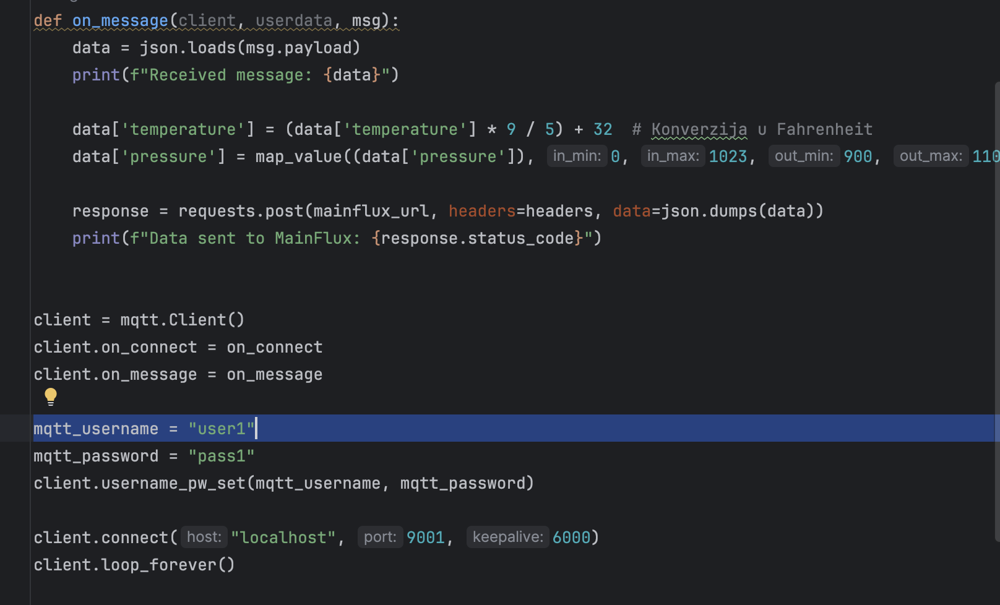 def on_message(client, userdata, msg):
    data = json.loads(msg.payload)
    print(f"Received message: {data}")
    data['temperature'] = (data['temperature'] * 9 / 5) + 32  # Konverzija u Fahrenheit
    data['pressure'] = map_value((data['pressure']), in_min: 0, in_max: 1023, out_min: 900, out_max: 110
    response = requests.post(mainflux_url, headers=headers, data=json.dumps(data))
    print(f"Data sent to MainFlux: {response.status_code}")
client = mqtt.Client()
client.on_connect = on_connect
client.on_message = on_message
mqtt_username = "user1"
mqtt_password = "pass1"
client.username_pw_set(mqtt_username, mqtt_password)
client.connect( host: "localhost", port: 9001, keepalive: 6000)
client.loop_forever()